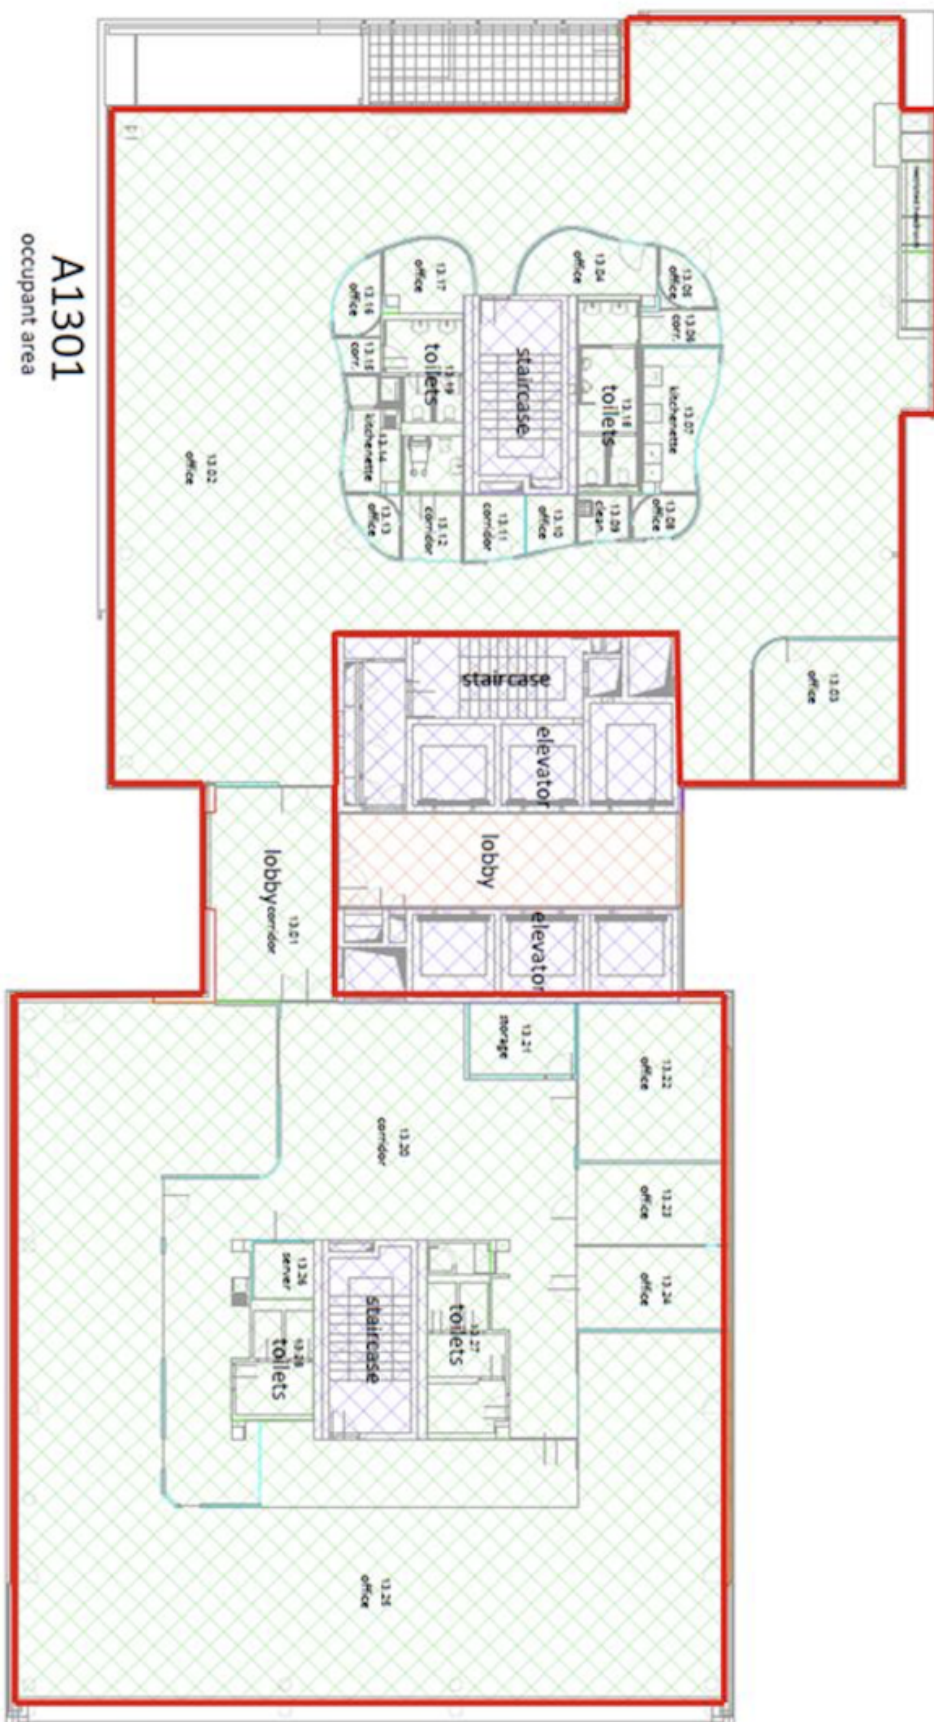 A1301
occupant area
13.17
office
13.16
office
13.15
corr.
13.19
toilets
13.14
kitchenette
13.13
office
13.12
corridor
13.11
corridor
13.10
office
13.09
clean.
13.08
office
13.04
office
13.05
office
13.06
corr.
13.07
kitchenette
13.18
toilets
staircase
13.02
office
13.03
office
staircase
elevator
lobby
elevator
lobby
13.01
corridor
13.21
storage
13.22
office
13.20
corridor
13.23
office
13.24
office
13.26
server
staircase
13.27
toilets
13.28
toilets
13.25
office